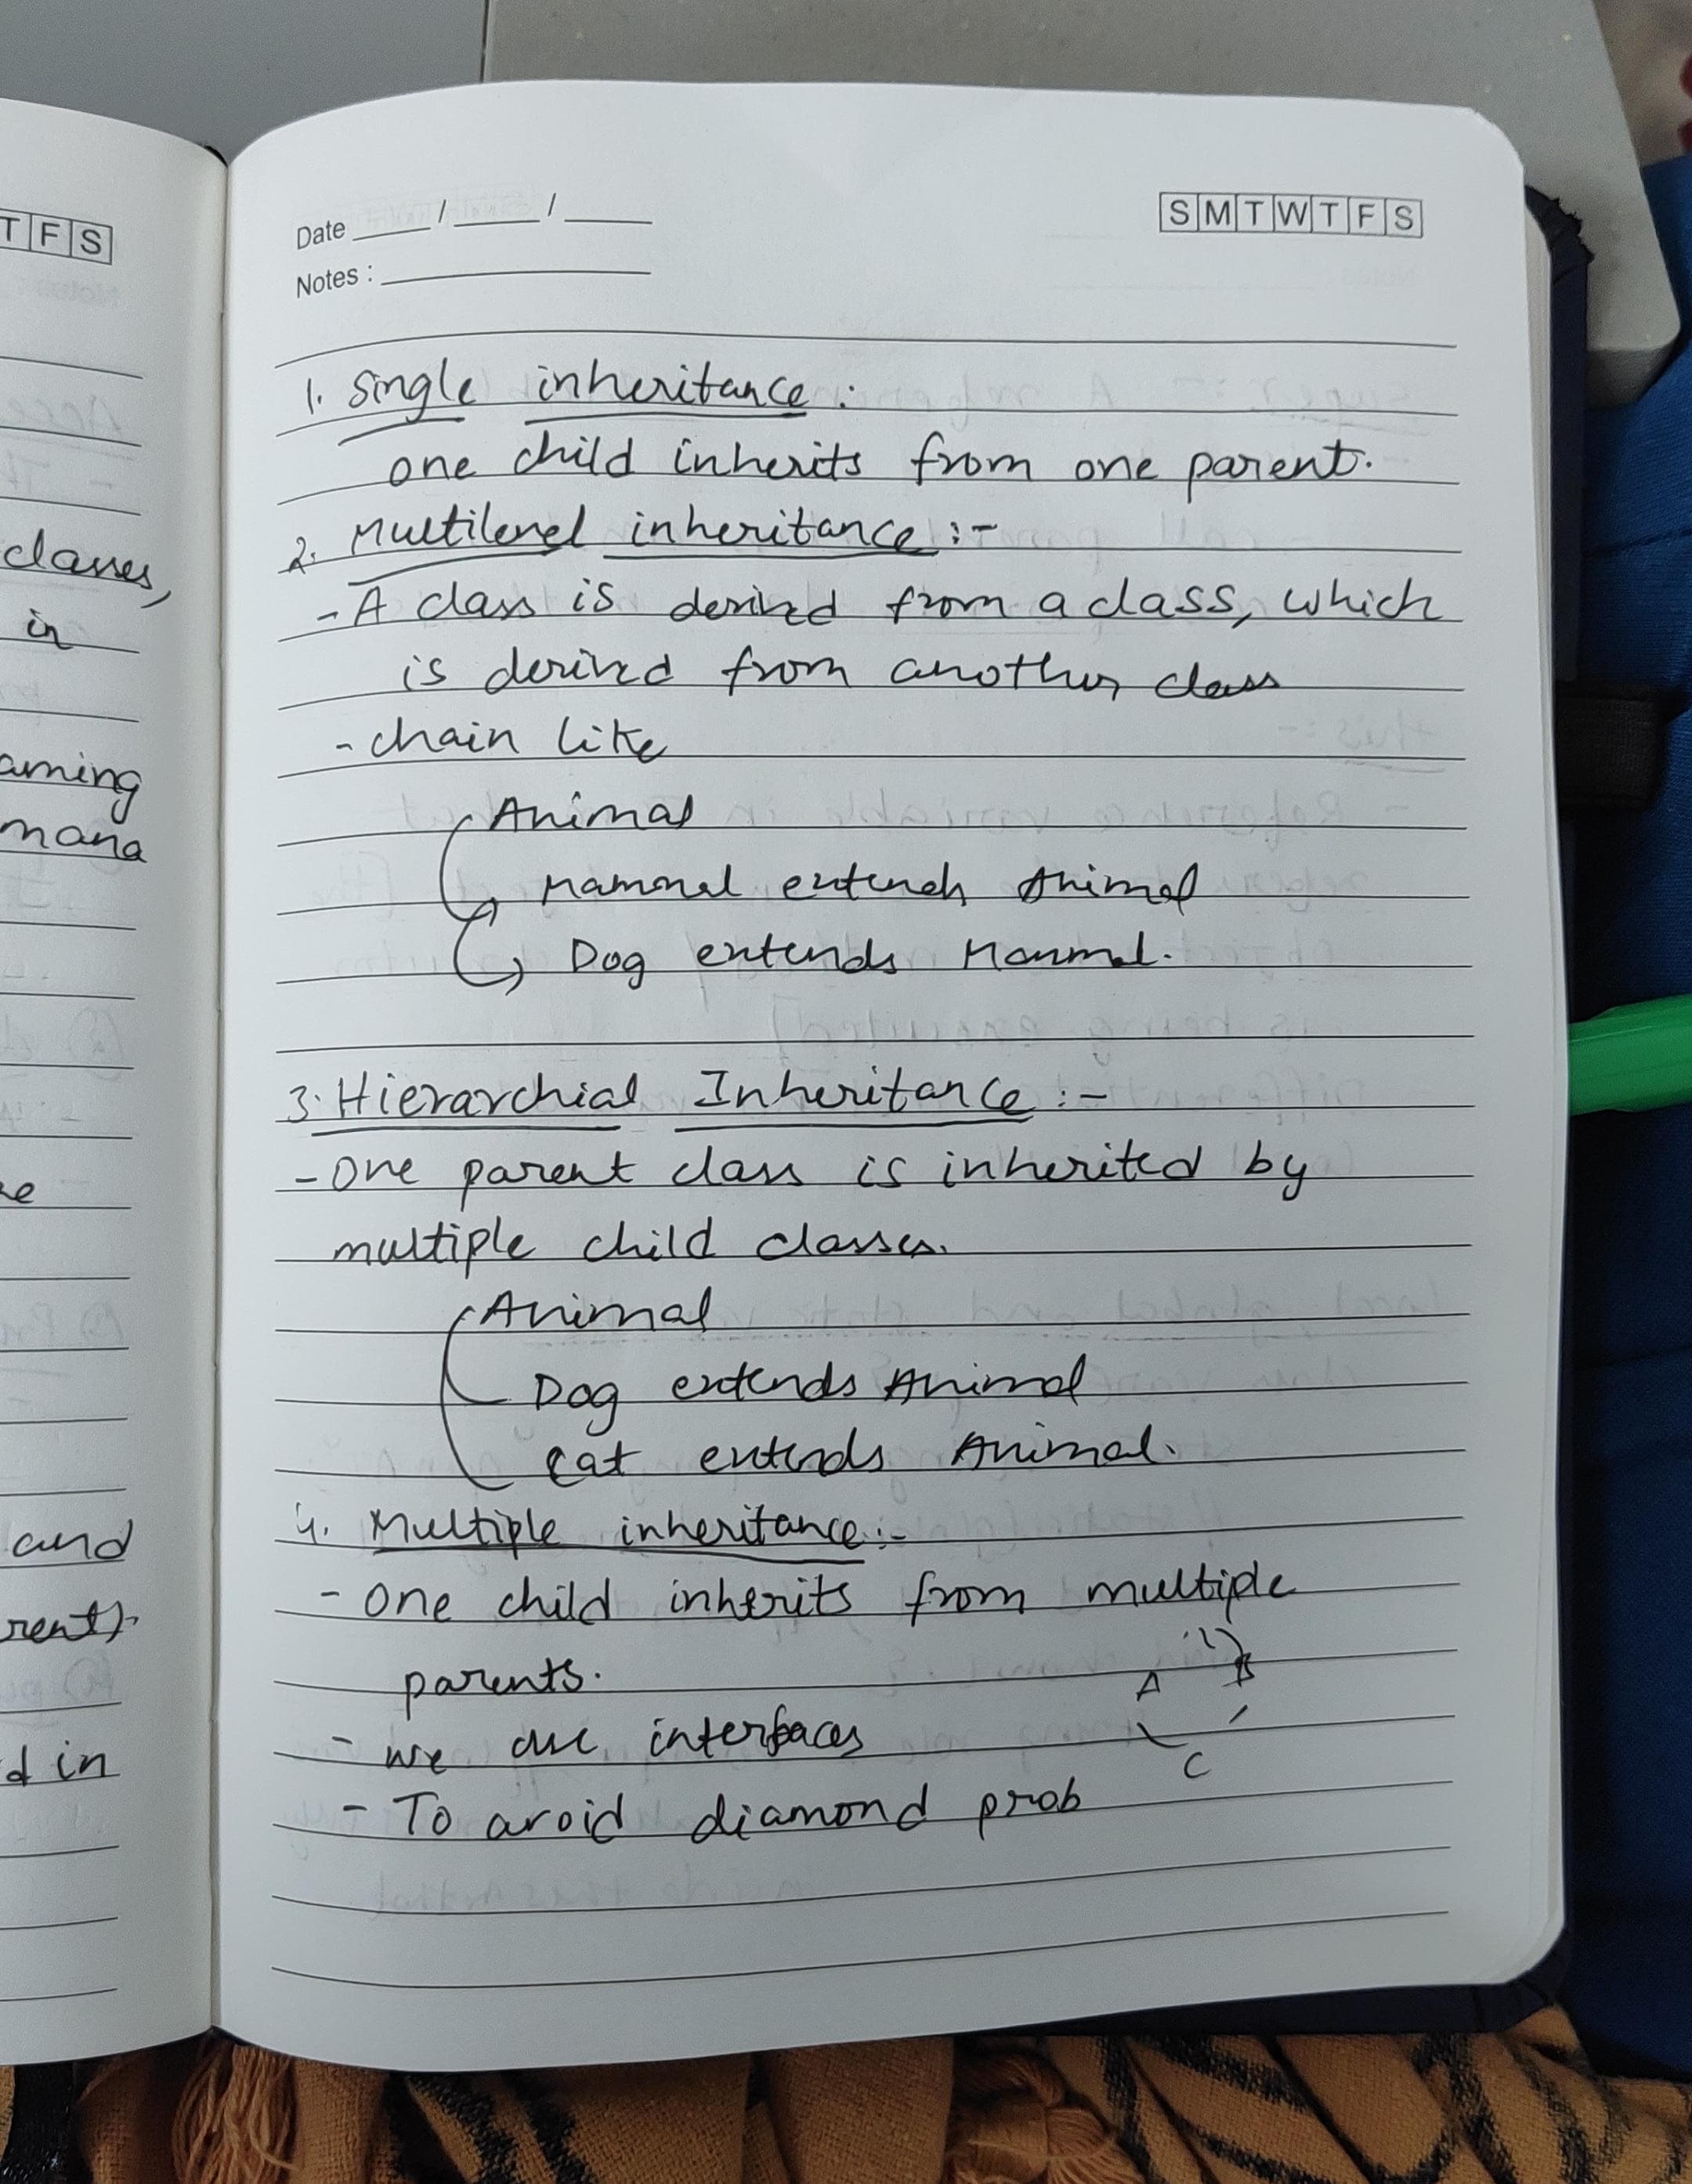 T F S
classes,
in
aming
mana
and
rent).
d in
Date ____/____/____
S M T W T F S
Notes :
1. Single inheritance :
one child inherits from one parent.
2. Multilevel inheritance :-
- A class is derived from a class, which
is derived from another class
- chain like
Animal
Mammal extends Animal
Dog extends Mammal.
3. Hierarchial Inheritance :-
- One parent class is inherited by
multiple child classes.
Animal
Dog extends Animal
Cat extends Animal.
4. Multiple inheritance :-
- One child inherits from multiple
parents.
A B
- we use interfaces
C
- To avoid diamond prob